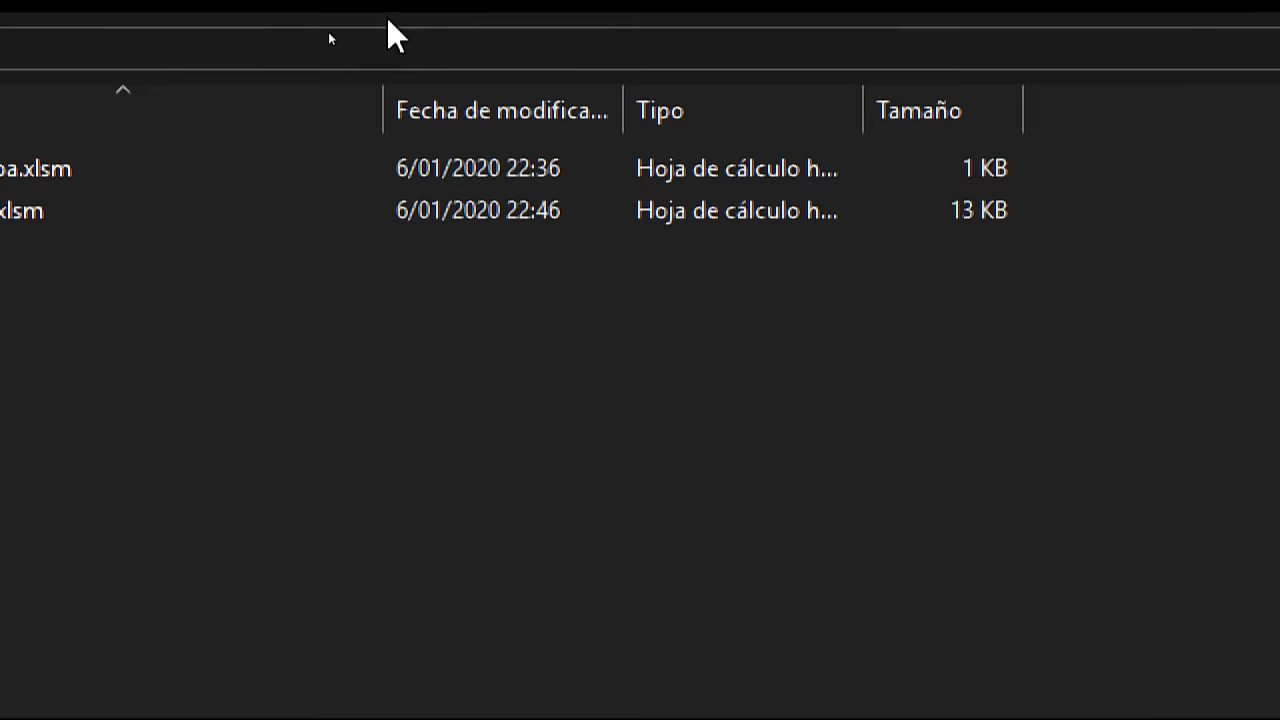 Fecha de modifica... Tipo Tamaño
pa.xlsm 6/01/2020 22:36 Hoja de cálculo h... 1 KB
xlsm 6/01/2020 22:46 Hoja de cálculo h... 13 KB